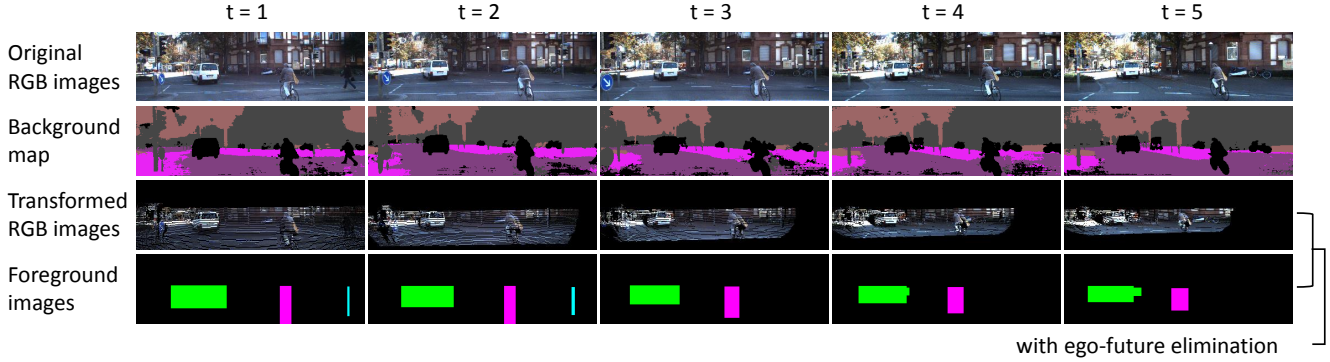 t = 1 t = 2 t = 3 t = 4 t = 5
Original
RGB images
Background
map
Transformed
RGB images
Foreground
images
with ego-future elimination